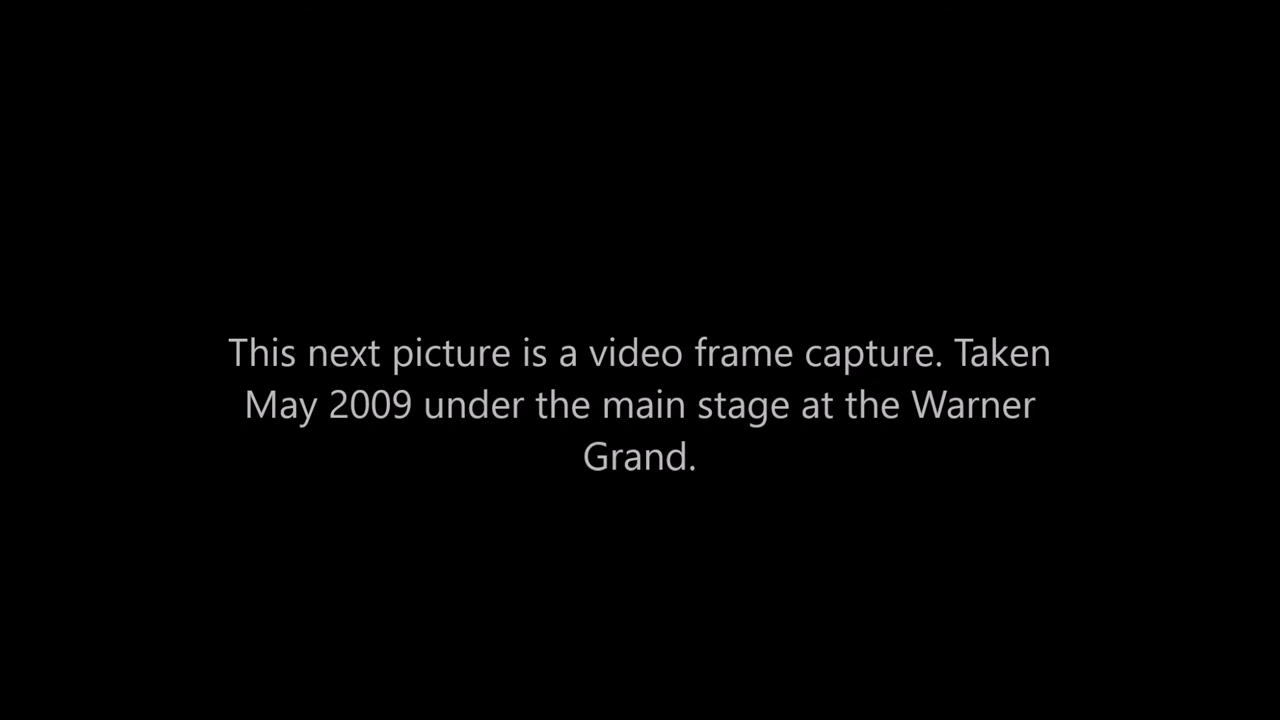 This next picture is a video frame capture. Taken
May 2009 under the main stage at the Warner
Grand.